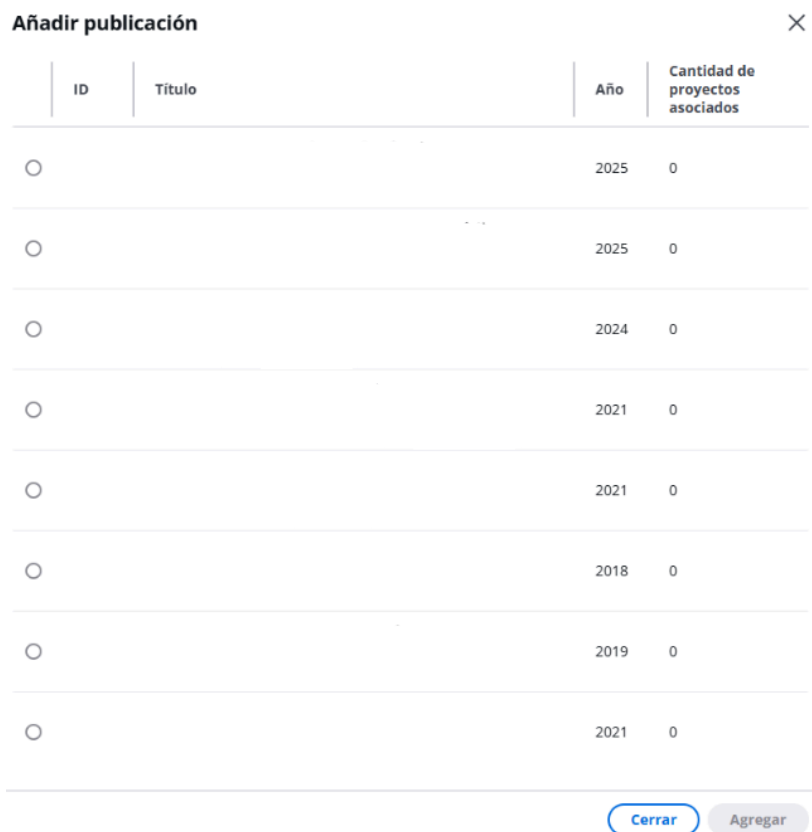 Añadir publicación
ID Título Año Cantidad de proyectos asociados
2025 0
2025 0
2024 0
2021 0
2021 0
2018 0
2019 0
2021 0
Cerrar Agregar